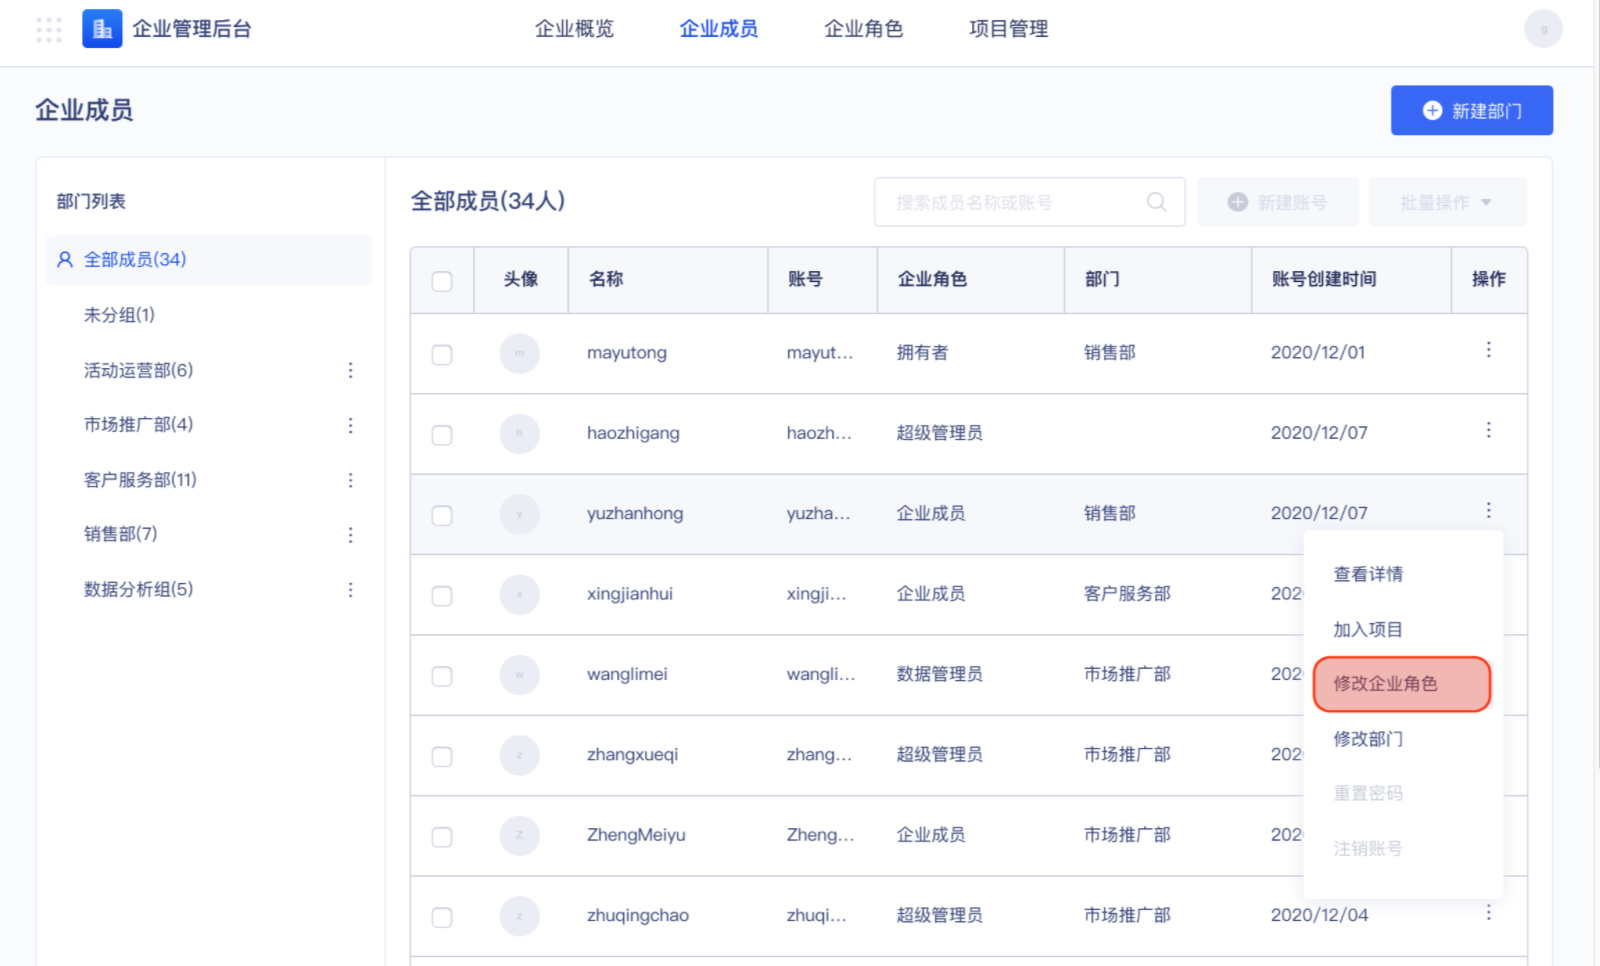 企业管理后台
企业概览 企业成员 企业角色 项目管理
g
企业成员
新建部门
部门列表
全部成员(34)
未分组(1)
活动运营部(6)
市场推广部(4)
客户服务部(11)
销售部(7)
数据分析组(5)
全部成员(34人)
搜索成员名称或账号
新建账号
批量操作
头像 名称 账号 企业角色 部门 账号创建时间 操作
m mayutong mayut... 拥有者 销售部 2020/12/01
h haozhigang haozh... 超级管理员 2020/12/07
y yuzhanhong yuzha... 企业成员 销售部 2020/12/07
x xingjianhui xingji... 企业成员 客户服务部 202
w wanglimei wangli... 数据管理员 市场推广部 202
z zhangxueqi zhang... 超级管理员 市场推广部 202
Z ZhengMeiyu Zheng... 企业成员 市场推广部 202
z zhuqingchao zhuqi... 超级管理员 市场推广部 2020/12/04
查看详情
加入项目
修改企业角色
修改部门
重置密码
注销账号